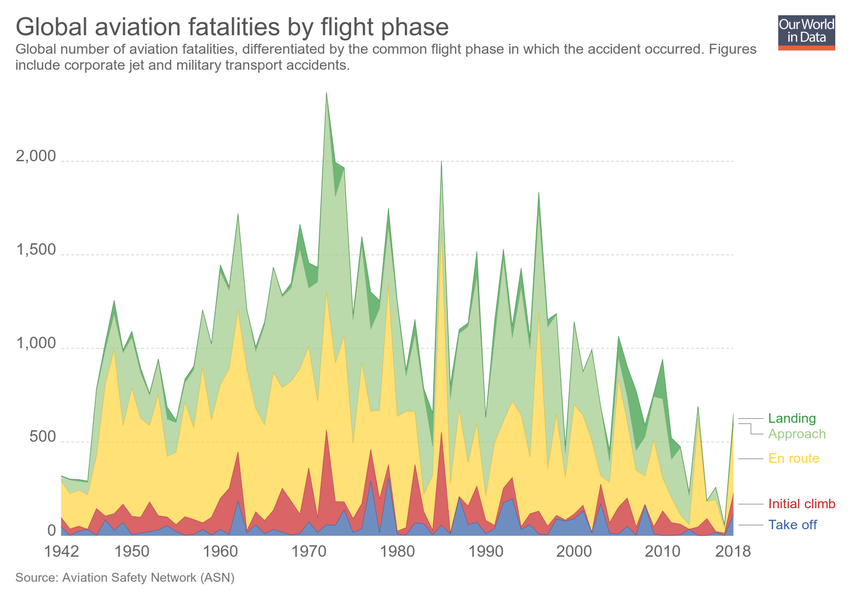 Global aviation fatalities by flight phase
Global number of aviation fatalities, differentiated by the common flight phase in which the accident occurred. Figures
include corporate jet and military transport accidents.
Our World
in Data
2,000
1,500
1,000
500
0
1942
1950
1960
1970
1980
1990
2000
2010
2018
Landing
Approach
En route
Initial climb
Take off
Source: Aviation Safety Network (ASN)